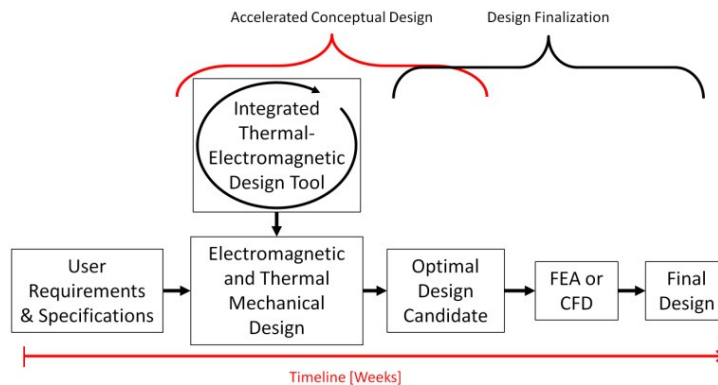 Accelerated Conceptual Design
Design Finalization
Integrated
Thermal-
Electromagnetic
Design Tool
User
Requirements
& Specifications
Electromagnetic
and Thermal
Mechanical
Design
Optimal
Design
Candidate
FEA or
CFD
Final
Design
Timeline [Weeks]